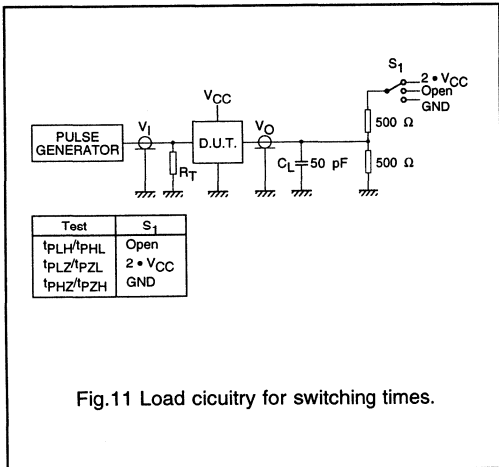 S1
2 • VCC
Open
GND
VCC
500 Ω
PULSE
GENERATOR
VI
D.U.T.
VO
RT
CL
50 pF
500 Ω
Test S1
tPLH/tPHL Open
tPLZ/tPZL 2 • VCC
tPHZ/tPZH GND
Fig.11 Load cicuitry for switching times.